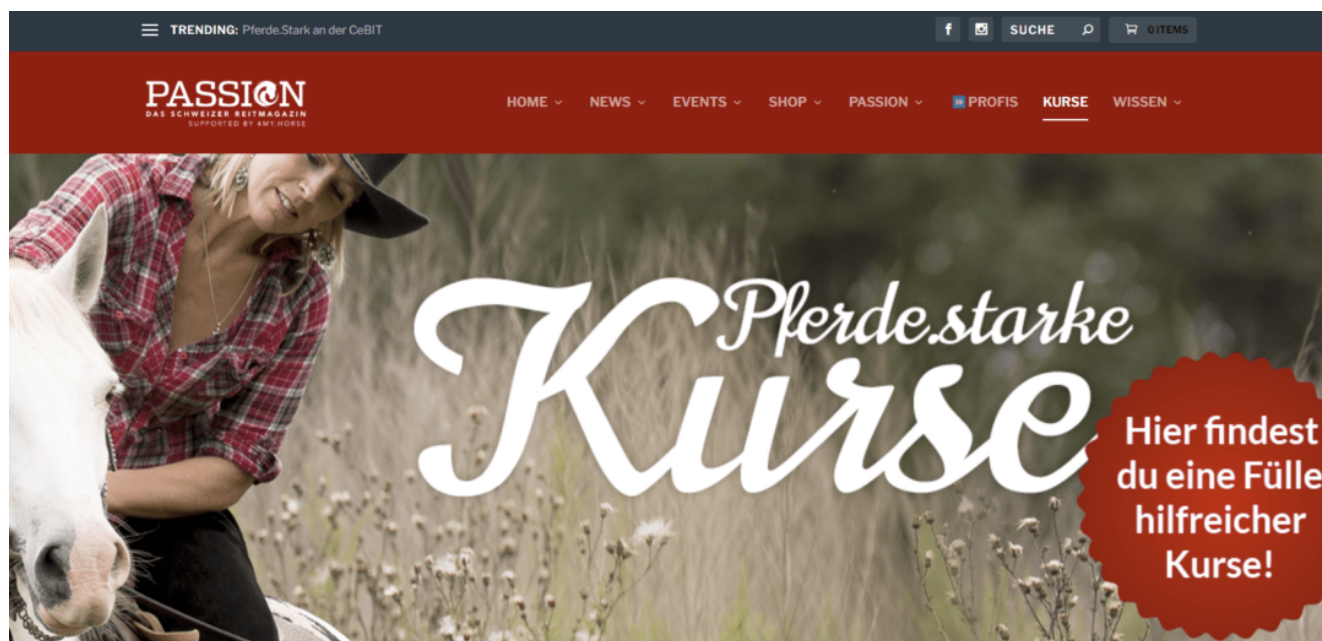 TRENDING: Pferde.Stark an der CeBIT
f SUCHE 0 ITEMS
PASSION
DAS SCHWEIZER REITMAGAZIN
SUPPORTED BY 4MY.HORSE
HOME NEWS EVENTS SHOP PASSION PROFIS KURSE WISSEN
Pferde.starke
Kurse
Hier findest
du eine Fülle
hilfreicher
Kurse!